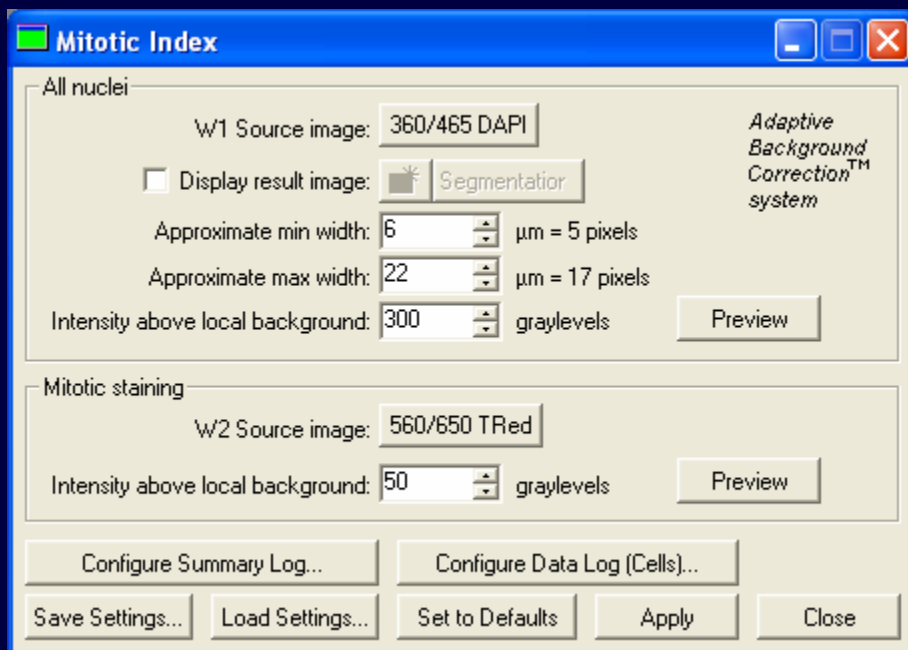 Mitotic Index
All nuclei
W1 Source image: 360/465 DAPI
Adaptive
Background
Correction™
system
Display result image: Segmentatior
Approximate min width: 6 µm = 5 pixels
Approximate max width: 22 µm = 17 pixels
Intensity above local background: 300 graylevels Preview
Mitotic staining
W2 Source image: 560/650 TRed
Intensity above local background: 50 graylevels Preview
Configure Summary Log... Configure Data Log (Cells)...
Save Settings... Load Settings... Set to Defaults Apply Close